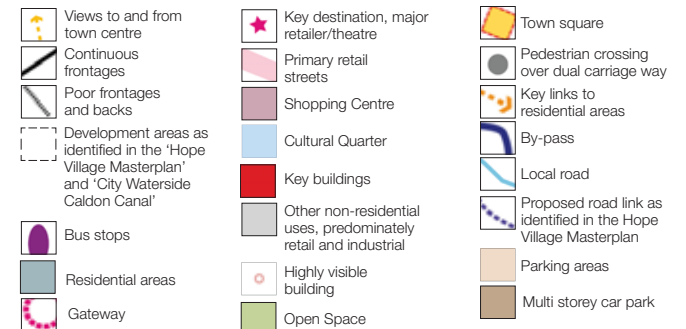 Views to and from
town centre
Continuous
frontages
Poor frontages
and backs
Development areas as
identified in the ‘Hope
Village Masterplan’
and ‘City Waterside
Caldon Canal’
Bus stops
Residential areas
Gateway
Key destination, major
retailer/theatre
Primary retail
streets
Shopping Centre
Cultural Quarter
Key buildings
Other non-residential
uses, predominately
retail and industrial
Highly visible
building
Open Space
Town square
Pedestrian crossing
over dual carriage way
Key links to
residential areas
By-pass
Local road
Proposed road link as
identified in the Hope
Village Masterplan
Parking areas
Multi storey car park